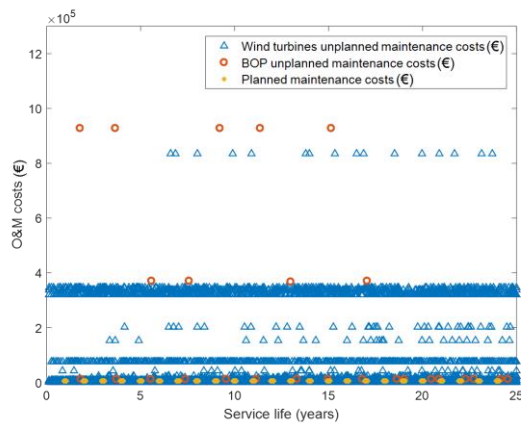 ×10⁵
Wind turbines unplanned maintenance costs (€)
BOP unplanned maintenance costs (€)
Planned maintenance costs (€)
12
10
8
6
4
2
0
O&M costs (€)
0 5 10 15 20 25
Service life (years)